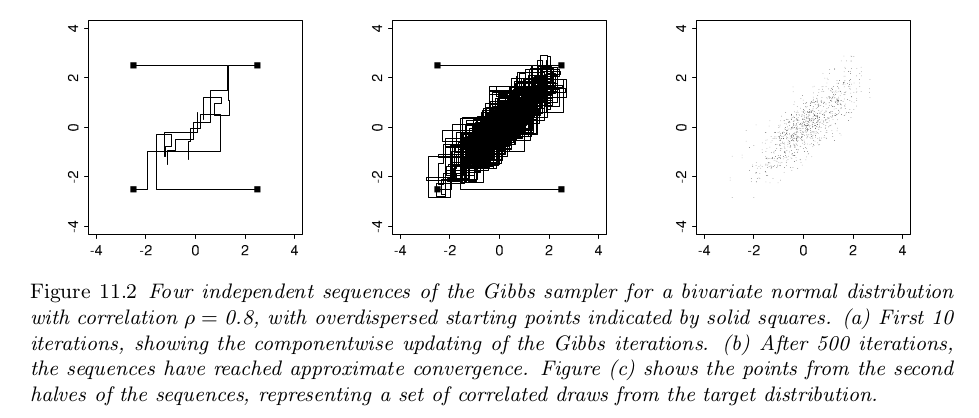 4
2
0
-2
-4
-4 -2 0 2 4
4
2
0
-2
-4
-4 -2 0 2 4
4
2
0
-2
-4
-4 -2 0 2 4
Figure 11.2 Four independent sequences of the Gibbs sampler for a bivariate normal distribution
with correlation ρ = 0.8, with overdispersed starting points indicated by solid squares. (a) First 10
iterations, showing the componentwise updating of the Gibbs iterations. (b) After 500 iterations,
the sequences have reached approximate convergence. Figure (c) shows the points from the second
halves of the sequences, representing a set of correlated draws from the target distribution.